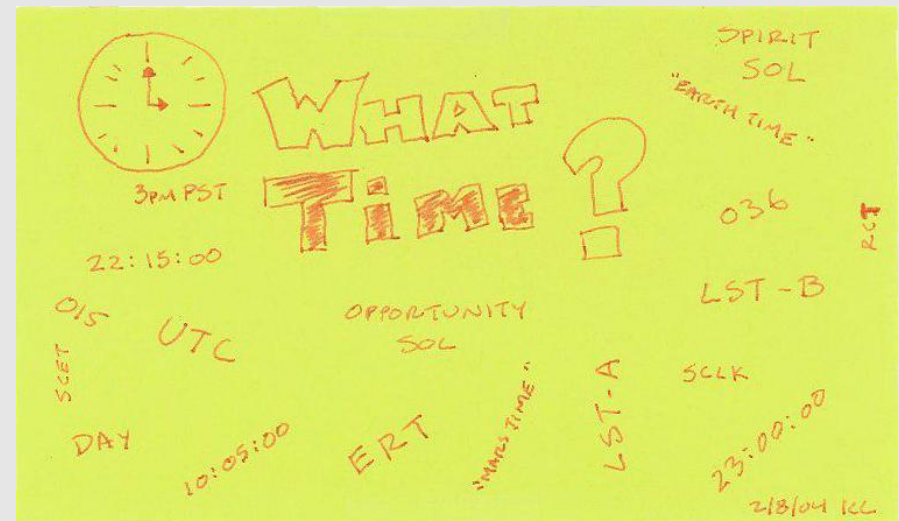 WHAT
TIME?
SPIRIT
SOL
"EARTH TIME"
3PM PST
036
RCT
22:15:00
LST-B
015
UTC
OPPORTUNITY
SOL
SCET
LST-A
SCLK
DAY
10:05:00
ERT
"MARS TIME"
23:00:00
2/8/04 KL